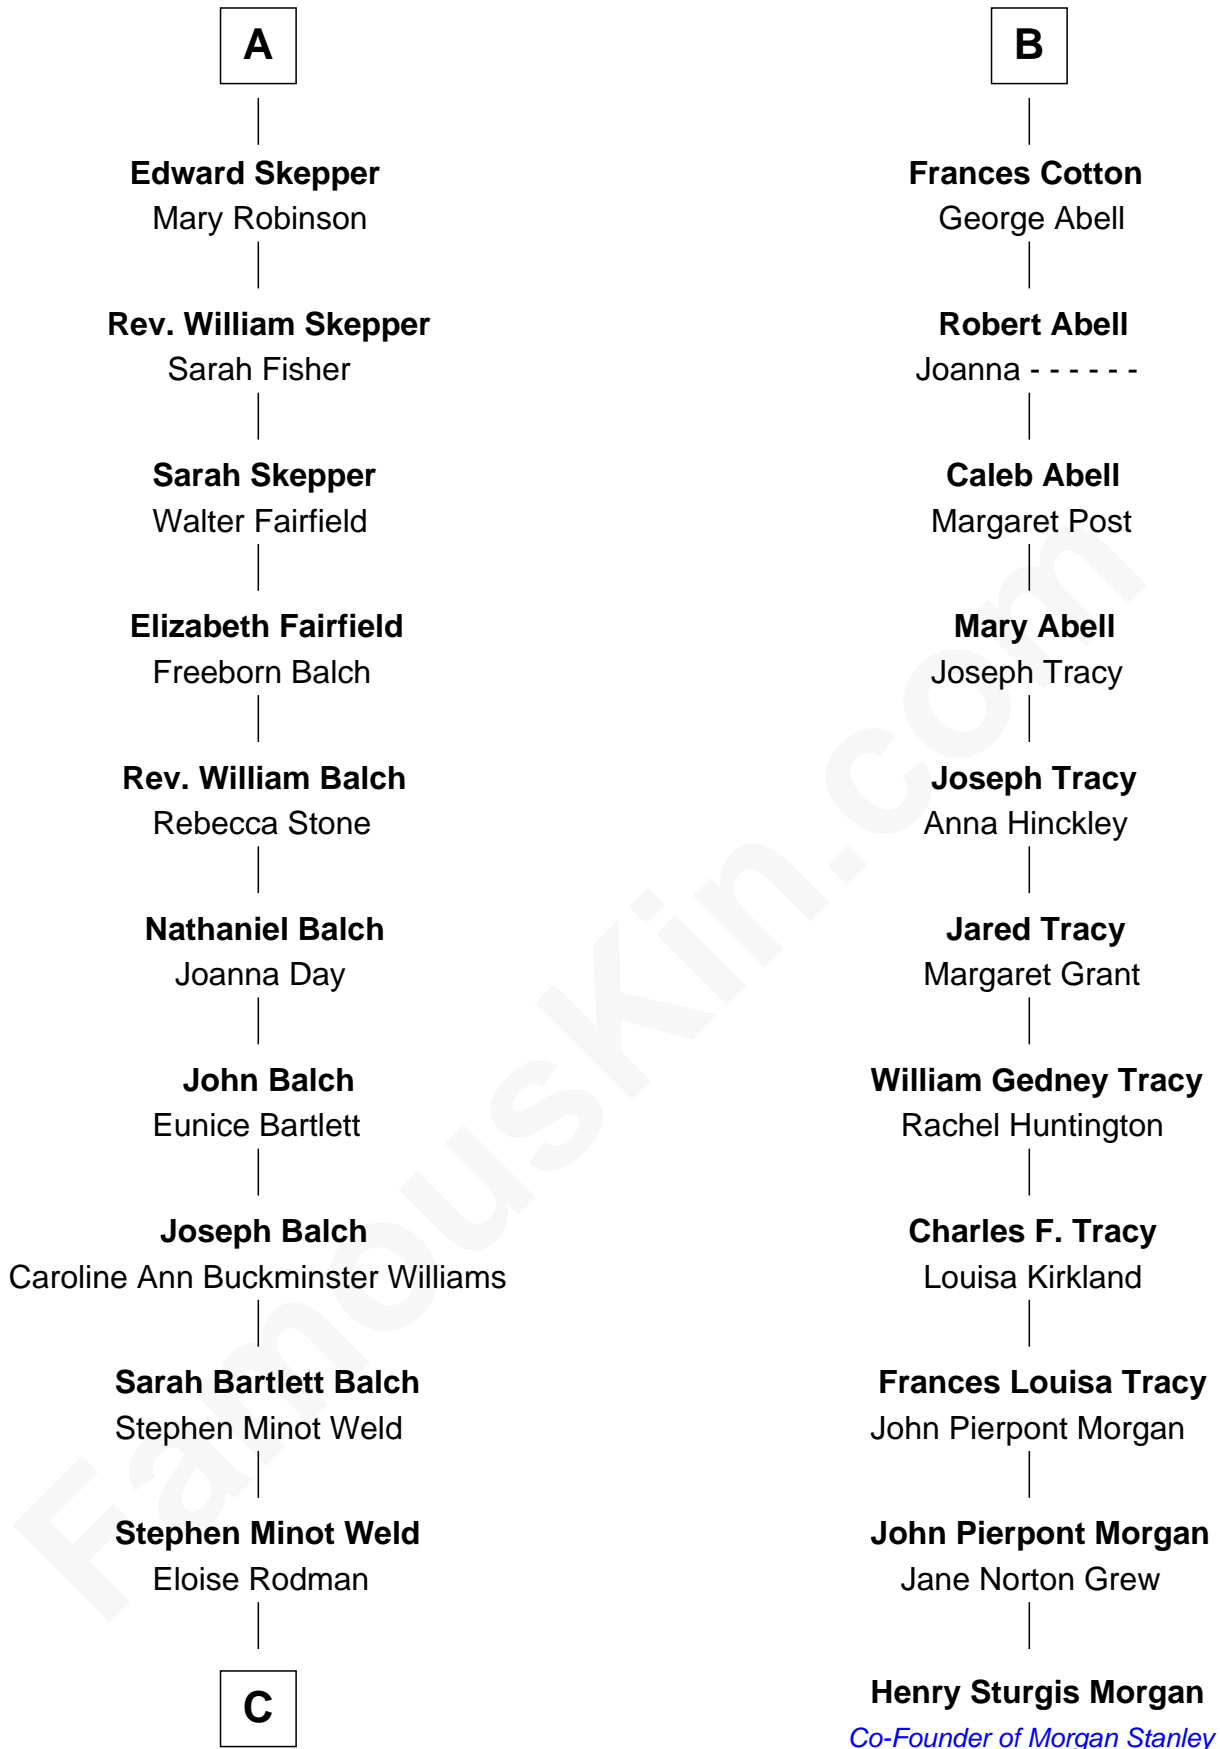 A
Edward Skepper
Mary Robinson
Rev. William Skepper
Sarah Fisher
Sarah Skepper
Walter Fairfield
Elizabeth Fairfield
Freeborn Balch
Rev. William Balch
Rebecca Stone
Nathaniel Balch
Joanna Day
John Balch
Eunice Bartlett
Joseph Balch
Caroline Ann Buckminster Williams
Sarah Bartlett Balch
Stephen Minot Weld
Stephen Minot Weld
Eloise Rodman
C
B
Frances Cotton
George Abell
Robert Abell
Joanna - - - - - -
Caleb Abell
Margaret Post
Mary Abell
Joseph Tracy
Joseph Tracy
Anna Hinckley
Jared Tracy
Margaret Grant
William Gedney Tracy
Rachel Huntington
Charles F. Tracy
Louisa Kirkland
Frances Louisa Tracy
John Pierpont Morgan
John Pierpont Morgan
Jane Norton Grew
Henry Sturgis Morgan
Co-Founder of Morgan Stanley
FamousKin.com